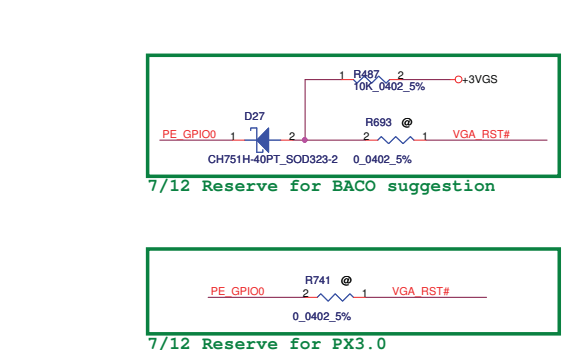 1 R487 2 +3VGS
10K_0402_5%
D27 R693 @
PE_GPIO0 1 2 2 1 VGA_RST#
CH751H-40PT_SOD323-2 0_0402_5%
7/12 Reserve for BACO suggestion
R741 @
PE_GPIO0 2 1 VGA_RST#
0_0402_5%
7/12 Reserve for PX3.0